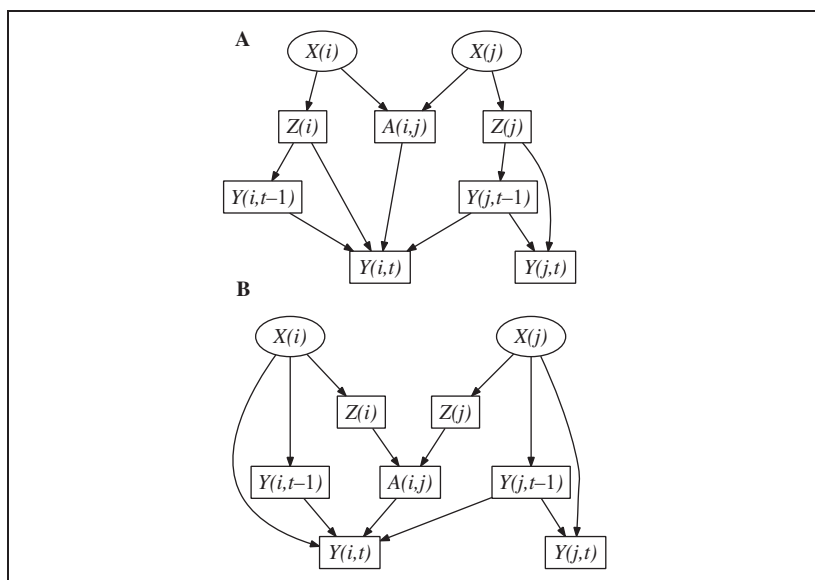 A
X(i) X(j)
Z(i) A(i,j) Z(j)
Y(i,t−1) Y(j,t−1)
Y(i,t) Y(j,t)
B
X(i) X(j)
Z(i) Z(j)
Y(i,t−1) A(i,j) Y(j,t−1)
Y(i,t) Y(j,t)